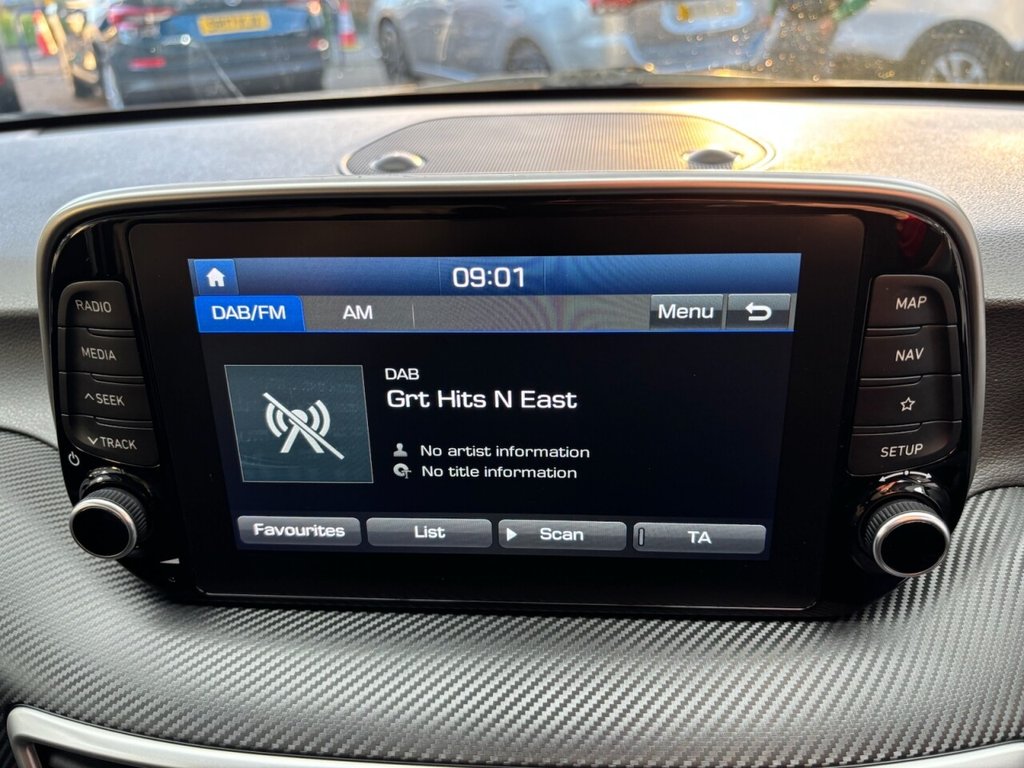 09:01
DAB/FM AM Menu
DAB
Grt Hits N East
No artist information
No title information
Favourites List Scan TA
RADIO
MEDIA
SEEK
TRACK
MAP
NAV
SETUP